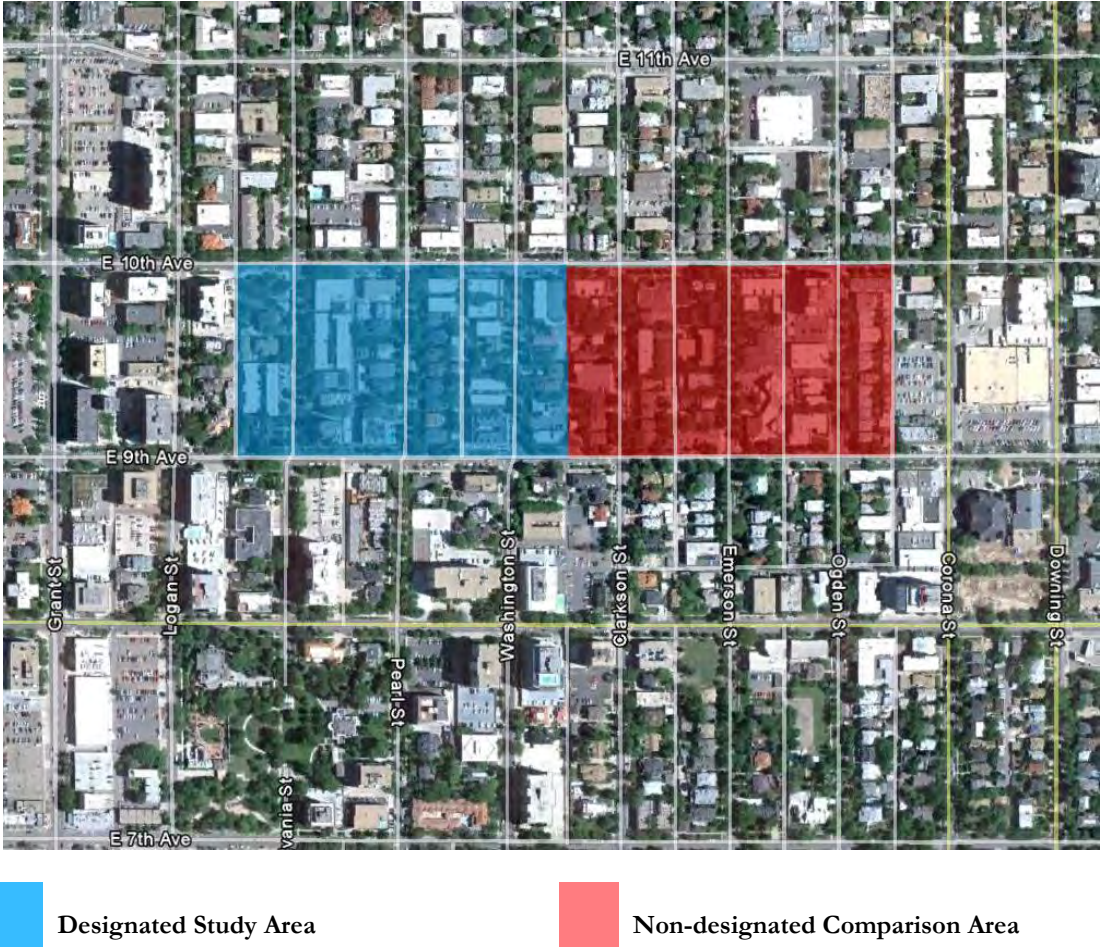 E 11th Ave
E 10th Ave
E 9th Ave
Grant St
Logan St
vania St
Pearl St
Washington St
Clarkson St
Emerson St
Ogden St
Corona St
Downing St
E 7th Ave
Designated Study Area
Non-designated Comparison Area